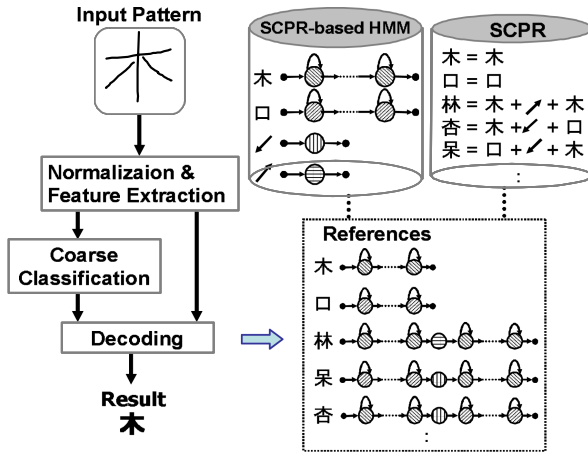 Input Pattern
木
Normalizaion &
Feature Extraction
Coarse
Classification
Decoding
Result
木
SCPR-based HMM
木
口
↙
↗
SCPR
木 = 木
口 = 口
林 = 木 + ↗ + 木
杏 = 木 + ↙ + 口
呆 = 口 + ↙ + 木
:
References
木
口
林
呆
杏
: